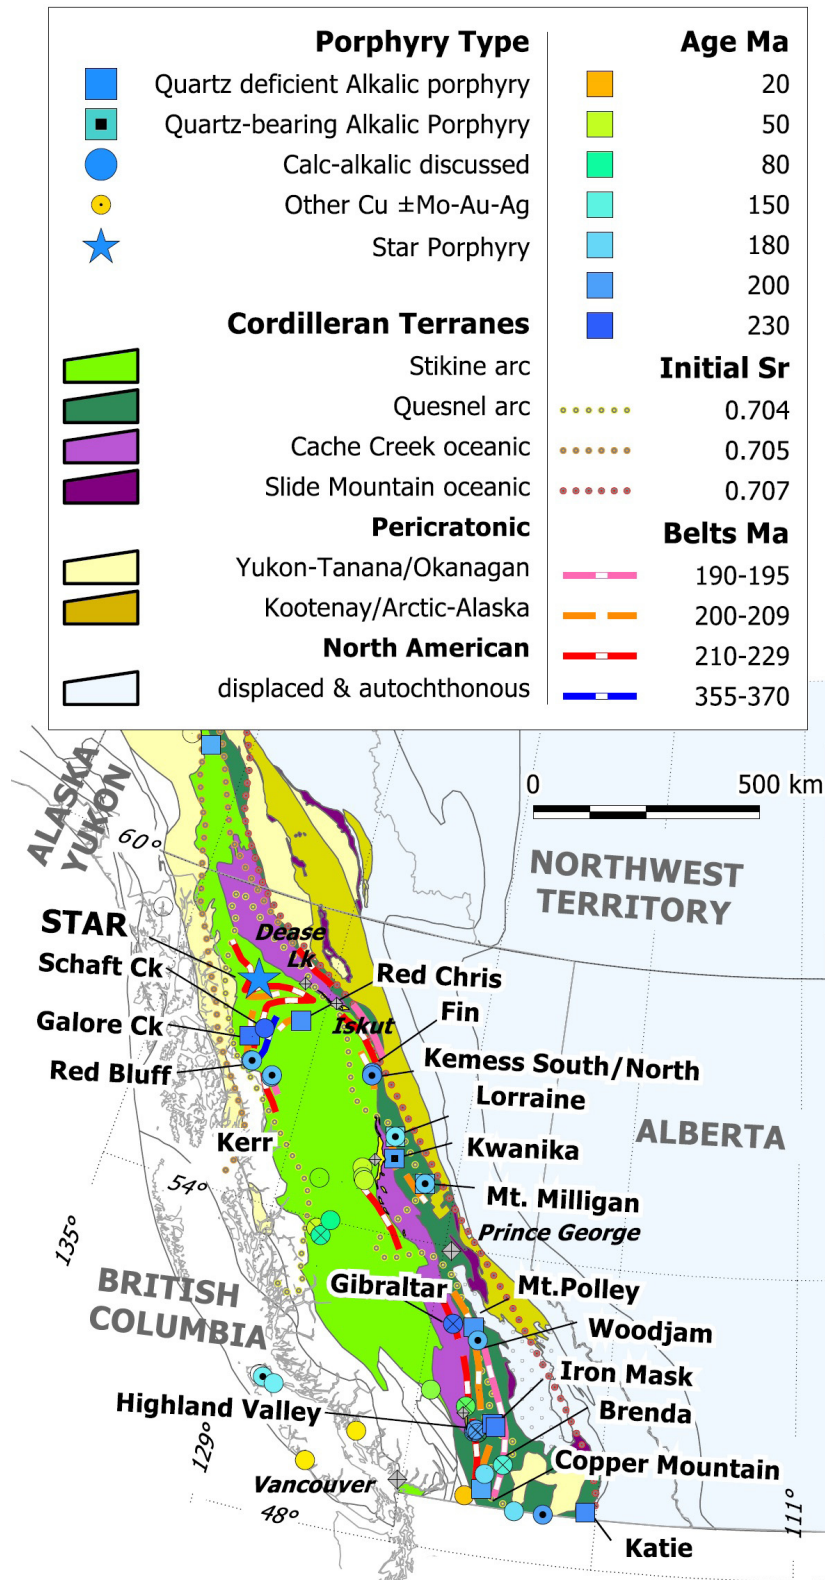 Porphyry Type
Quartz deficient Alkalic porphyry
Quartz-bearing Alkalic Porphyry
Calc-alkalic discussed
Other Cu ±Mo-Au-Ag
Star Porphyry
Cordilleran Terranes
Stikine arc
Quesnel arc
Cache Creek oceanic
Slide Mountain oceanic
Pericratonic
Yukon-Tanana/Okanagan
Kootenay/Arctic-Alaska
North American
displaced & autochthonous
Age Ma
20
50
80
150
180
200
230
Initial Sr
0.704
0.705
0.707
Belts Ma
190-195
200-209
210-229
355-370
0 500 km
ALASKA
YUKON
60°
NORTHWEST
TERRITORY
STAR
Dease
Lk
Schaft Ck
Red Chris
Galore Ck
Iskut
Fin
Red Bluff
Kemess South/North
Lorraine
ALBERTA
Kerr
Kwanika
54°
Mt. Milligan
135°
Prince George
BRITISH
COLUMBIA
Gibraltar
Mt.Polley
Woodjam
Iron Mask
Highland Valley
Brenda
129°
Copper Mountain
Vancouver
48°
111°
Katie